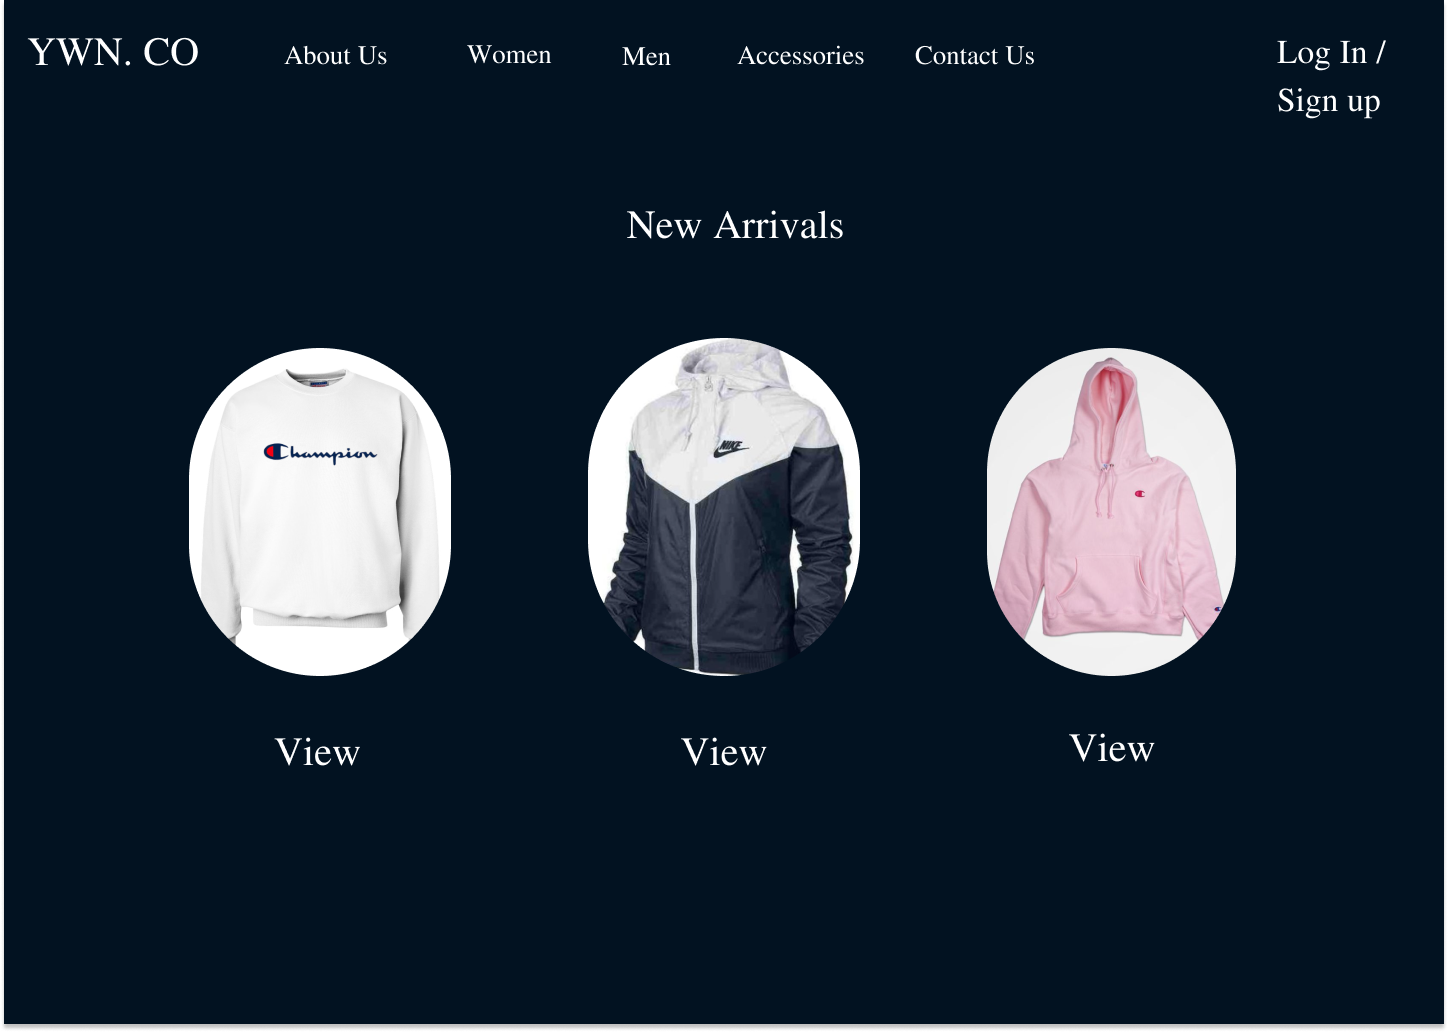 YWN. CO
About Us
Women
Men
Accessories
Contact Us
Log In /
Sign up
New Arrivals
Champion
NIKE
View
View
View